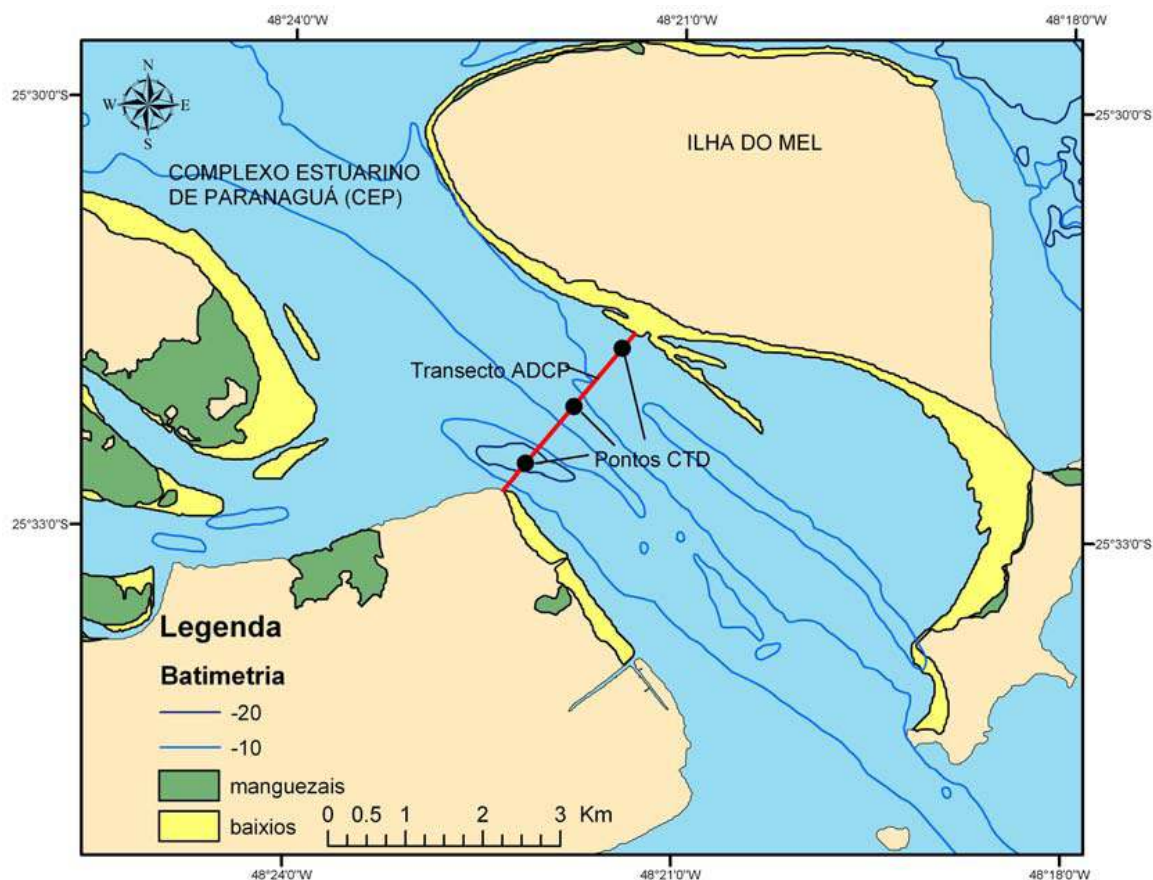 48°24'0"W
48°21'0"W
48°18'0"W
25°30'0"S
25°30'0"S
N
W E
S
ILHA DO MEL
COMPLEXO ESTUARINO
DE PARANAGUÁ (CEP)
Transecto ADCP
Pontos CTD
25°33'0"S
25°33'0"S
Legenda
Batimetria
-20
-10
manguezais
baixios
0 0.5 1 2 3 Km
48°24'0"W
48°21'0"W
48°18'0"W